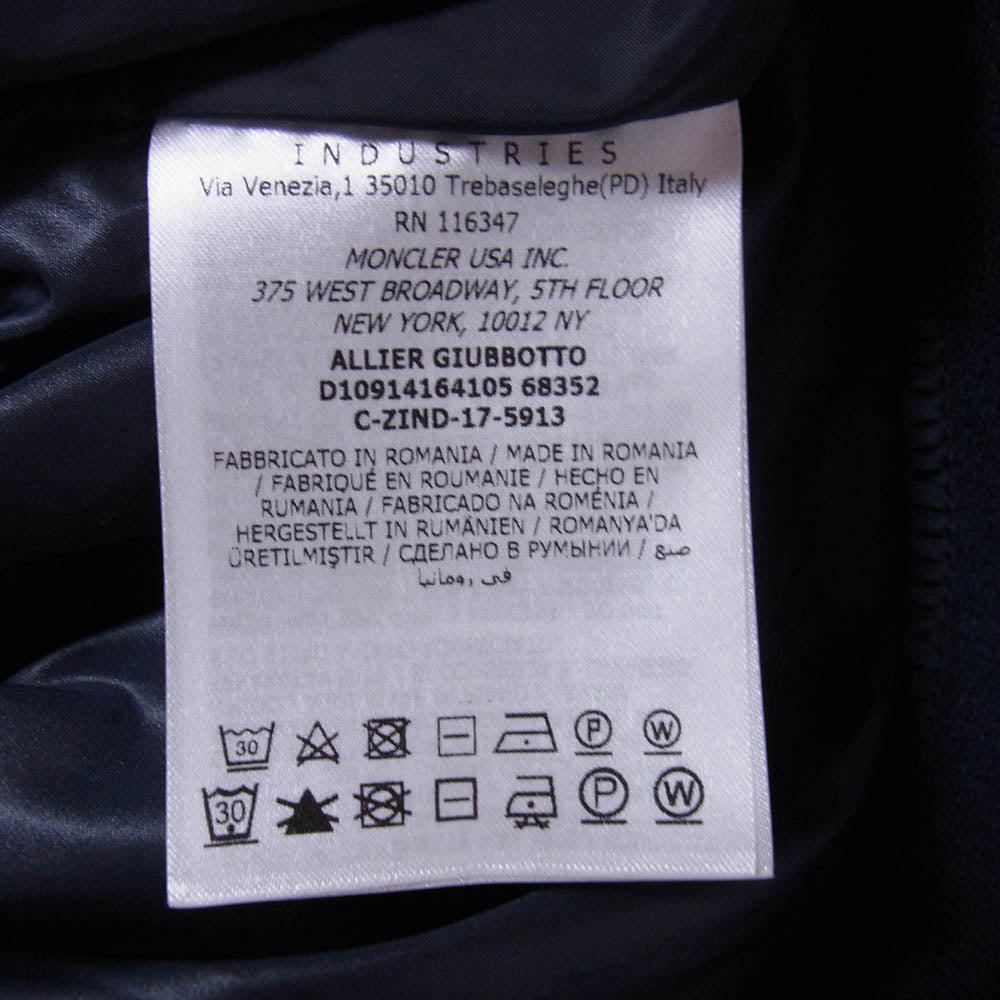 INDUSTRIES
Via Venezia,1 35010 Trebaseleghe(PD) Italy
RN 116347
MONCLER USA INC.
375 WEST BROADWAY, 5TH FLOOR
NEW YORK, 10012 NY
ALLIER GIUBBOTTO
D10914164105 68352
C-ZIND-17-5913
FABBRICATO IN ROMANIA / MADE IN ROMANIA
/ FABRIQUÉ EN ROUMANIE / HECHO EN
RUMANIA / FABRICADO NA ROMÉNIA /
HERGESTELLT IN RUMÄNIEN / ROMANYA'DA
ÜRETILMIŞTIR / СДЕЛАНО В РУМЫНИИ / صنع
في رومانيا
30 P W
30 P W